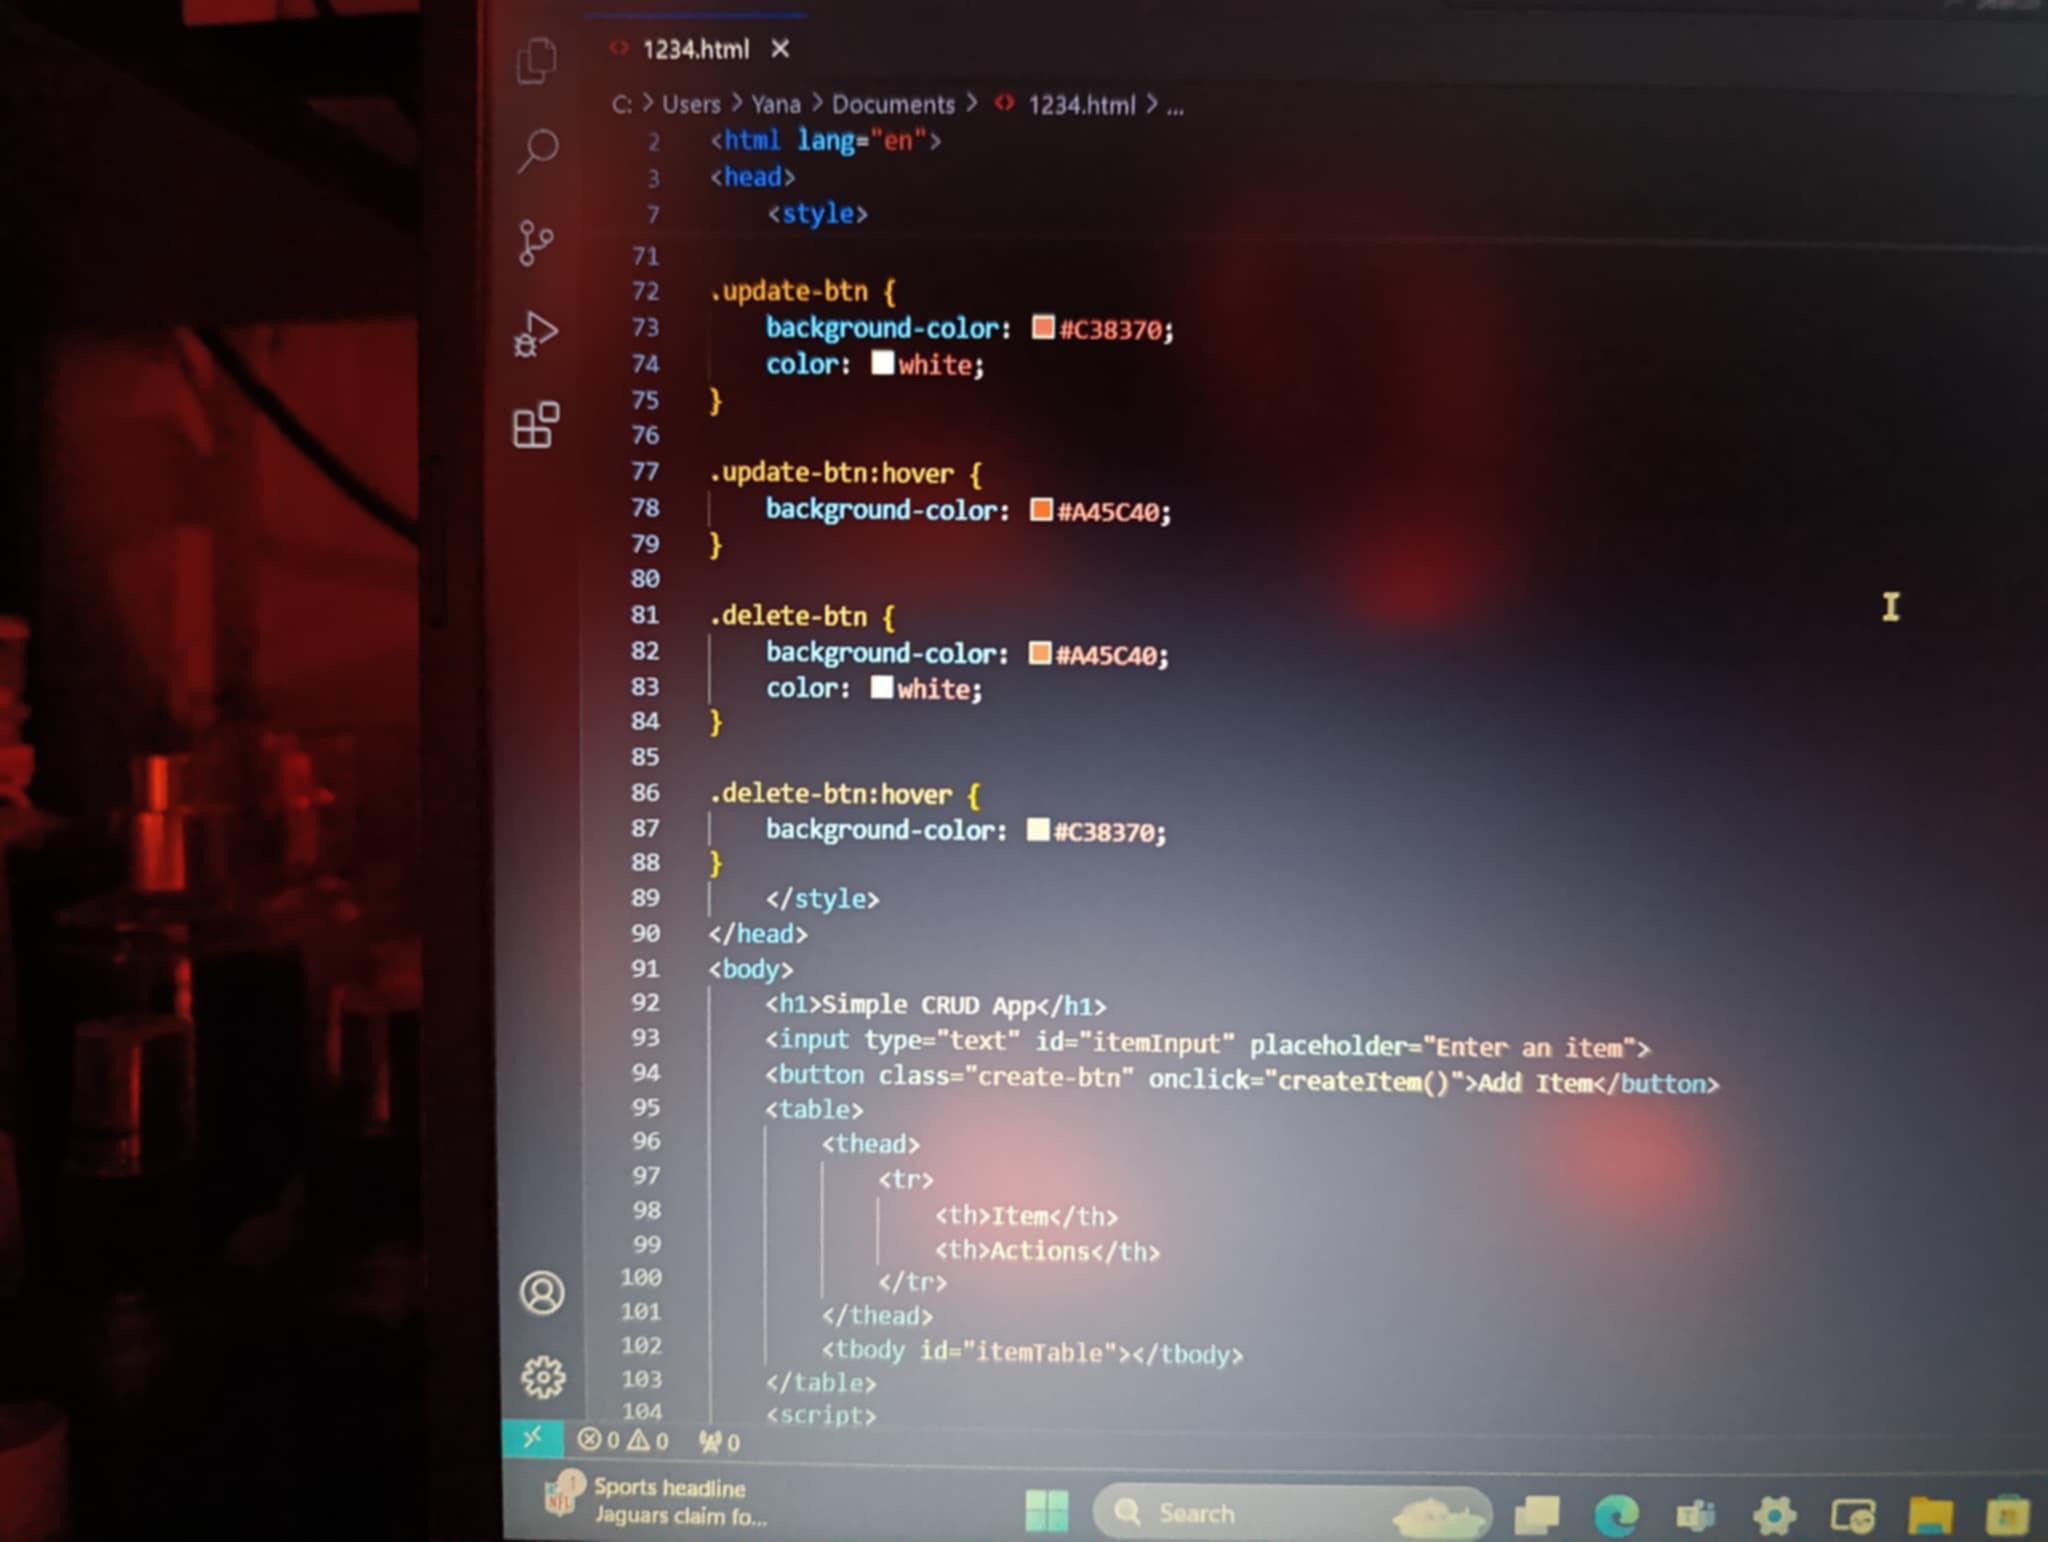 1234.html
C: > Users > Yana > Documents > 1234.html > ...
2 <html lang="en">
3 <head>
7 <style>
71
72 .update-btn {
73 background-color: #C38370;
74 color: white;
75 }
76
77 .update-btn:hover {
78 background-color: #A45C40;
79 }
80
81 .delete-btn {
82 background-color: #A45C40;
83 color: white;
84 }
85
86 .delete-btn:hover {
87 background-color: #C38370;
88 }
89 </style>
90 </head>
91 <body>
92 <h1>Simple CRUD App</h1>
93 <input type="text" id="itemInput" placeholder="Enter an item">
94 <button class="create-btn" onclick="createItem()">Add Item</button>
95 <table>
96 <thead>
97 <tr>
98 <th>Item</th>
99 <th>Actions</th>
100 </tr>
101 </thead>
102 <tbody id="itemTable"></tbody>
103 </table>
104 <script>
0 0 0
1
NFL
Sports headline
Jaguars claim fo...
Search